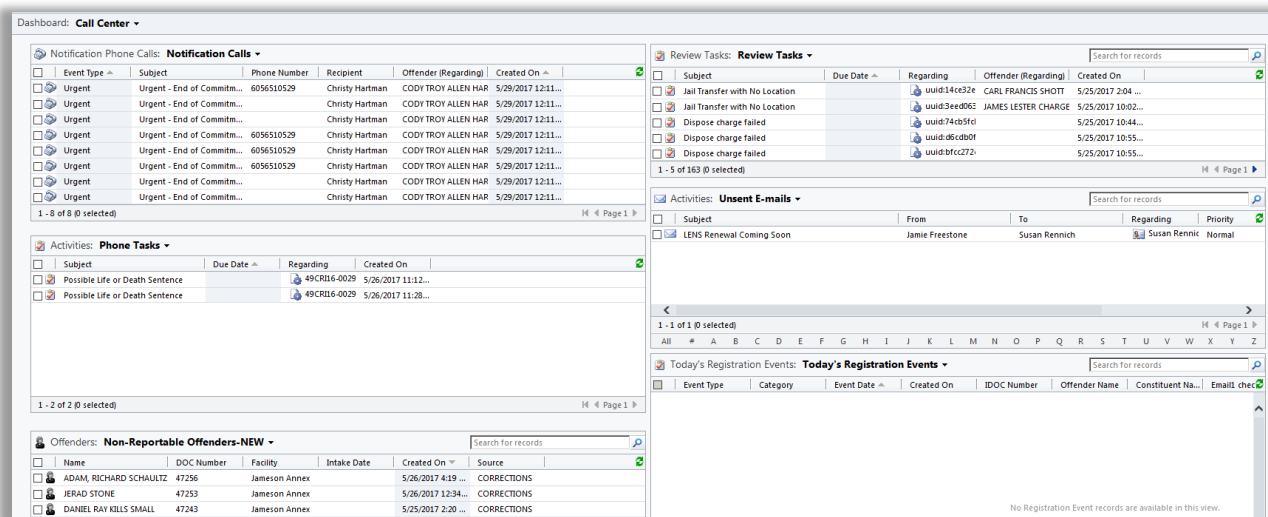 Dashboard: Call Center
Notification Phone Calls: Notification Calls
Event Type Subject Phone Number Recipient Offender (Regarding) Created On
Urgent Urgent - End of Commitm... 6056510529 Christy Hartman CODY TROY ALLEN HAR 5/29/2017 12:11...
Urgent Urgent - End of Commitm... Christy Hartman CODY TROY ALLEN HAR 5/29/2017 12:11...
Urgent Urgent - End of Commitm... 6056510529 Christy Hartman CODY TROY ALLEN HAR 5/29/2017 12:11...
Urgent Urgent - End of Commitm... Christy Hartman CODY TROY ALLEN HAR 5/29/2017 12:11...
Urgent Urgent - End of Commitm... 6056510529 Christy Hartman CODY TROY ALLEN HAR 5/29/2017 12:11...
Urgent Urgent - End of Commitm... 6056510529 Christy Hartman CODY TROY ALLEN HAR 5/29/2017 12:11...
Urgent Urgent - End of Commitm... Christy Hartman CODY TROY ALLEN HAR 5/29/2017 12:11...
Urgent Urgent - End of Commitm... Christy Hartman CODY TROY ALLEN HAR 5/29/2017 12:11...
1 - 8 of 8 (0 selected) Page 1
Activities: Phone Tasks
Subject Due Date Regarding Created On
Possible Life or Death Sentence 49CRI16-0029 5/26/2017 11:12...
Possible Life or Death Sentence 49CRI16-0029 5/26/2017 11:28...
1 - 2 of 2 (0 selected) Page 1
Offenders: Non-Reportable Offenders-NEW Search for records
Name DOC Number Facility Intake Date Created On Source
ADAM, RICHARD SCHAULTZ 47256 Jameson Annex 5/26/2017 4:19 ... CORRECTIONS
JERAD STONE 47253 Jameson Annex 5/26/2017 12:34... CORRECTIONS
DANIEL RAY KILLS SMALL 47243 Jameson Annex 5/25/2017 2:20 ... CORRECTIONS
Review Tasks: Review Tasks Search for records
Subject Due Date Regarding Offender (Regarding) Created On
Jail Transfer with No Location uuid:14ce32e CARL FRANCIS SHOTT 5/25/2017 2:04 ...
Jail Transfer with No Location uuid:3eed063 JAMES LESTER CHARGE 5/25/2017 10:02...
Dispose charge failed uuid:74cb5fcl 5/25/2017 10:44...
Dispose charge failed uuid:d6cdb0f 5/25/2017 10:55...
Dispose charge failed uuid:bfcc272 5/25/2017 10:55...
1 - 5 of 163 (0 selected) Page 1
Activities: Unsent E-mails Search for records
Subject From To Regarding Priority
LENS Renewal Coming Soon Jamie Freestone Susan Rennich Susan Rennic Normal
1 - 1 of 1 (0 selected) Page 1
All # A B C D E F G H I J K L M N O P Q R S T U V W X Y Z
Today's Registration Events: Today's Registration Events Search for records
Event Type Category Event Date Created On IDOC Number Offender Name Constituent Na... Email1 chec
No Registration Event records are available in this view.